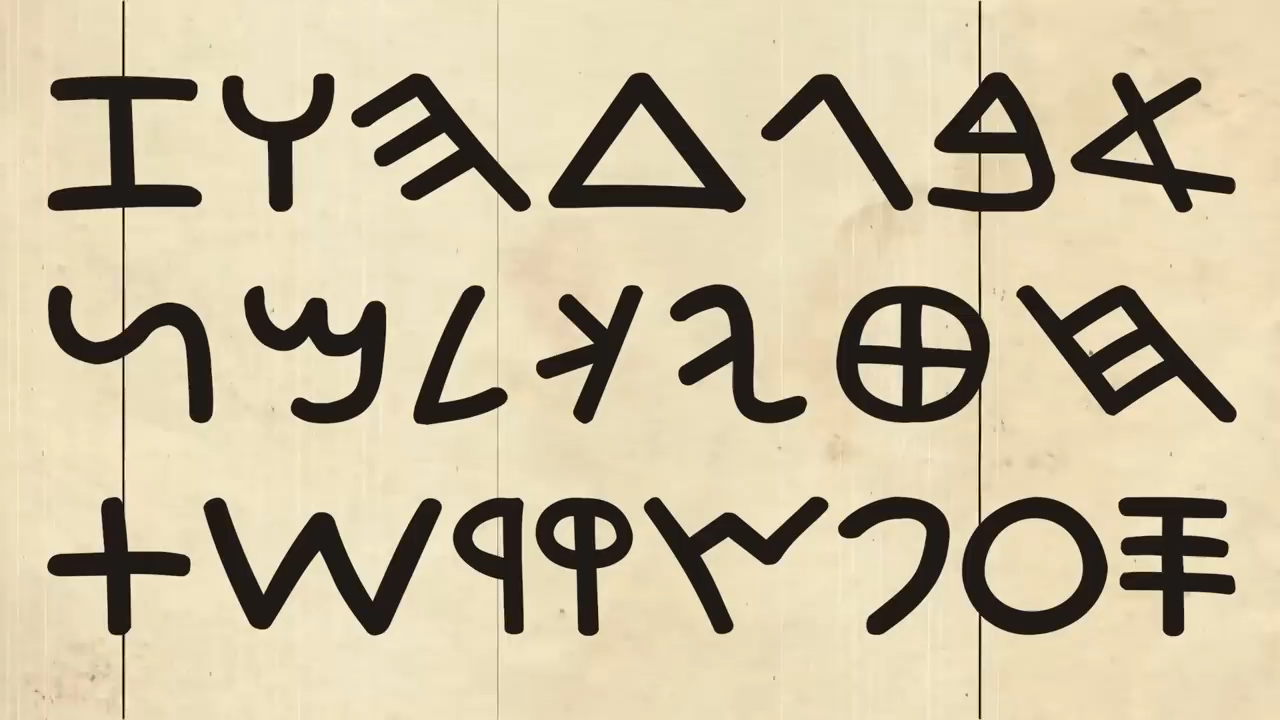 𐤀𐤁𐤂𐤃𐤄𐤅𐤆
𐤇𐤈𐤉𐤊𐤋𐤌𐤍
𐤎𐤏𐤐𐤑𐤒𐤓𐤔𐤕